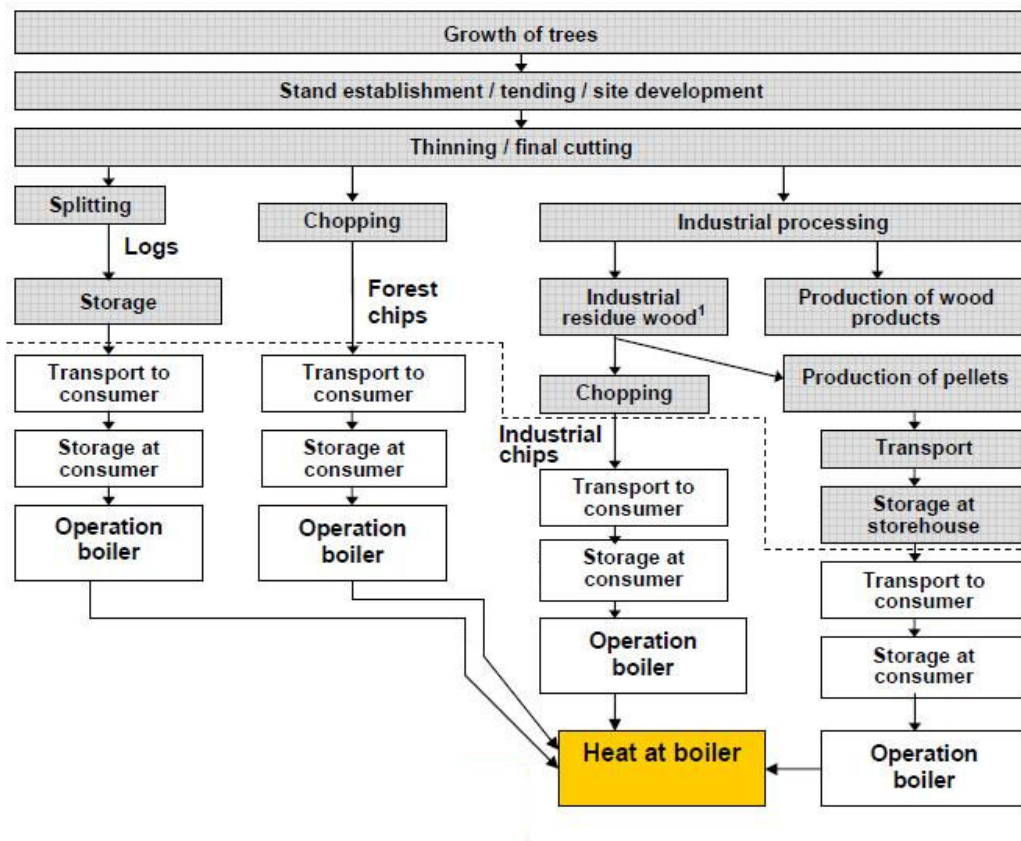 Growth of trees
Stand establishment / tending / site development
Thinning / final cutting
Splitting
Chopping
Industrial processing
Logs
Storage
Forest
chips
Industrial
residue wood¹
Production of wood
products
Transport to
consumer
Transport to
consumer
Chopping
Production of pellets
Storage at
consumer
Storage at
consumer
Industrial
chips
Transport
Operation
boiler
Operation
boiler
Transport to
consumer
Storage at
storehouse
Storage at
consumer
Transport to
consumer
Operation
boiler
Storage at
consumer
Heat at boiler
Operation
boiler